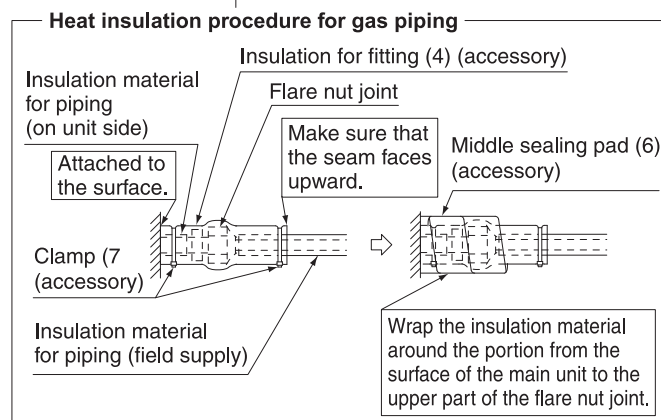 Heat insulation procedure for gas piping
Insulation for fitting (4) (accessory)
Insulation material
for piping
(on unit side)
Flare nut joint
Attached to
the surface.
Make sure that
the seam faces
upward.
Middle sealing pad (6)
(accessory)
Clamp (7
(accessory)
Insulation material
for piping (field supply)
Wrap the insulation material
around the portion from the
surface of the main unit to the
upper part of the flare nut joint.